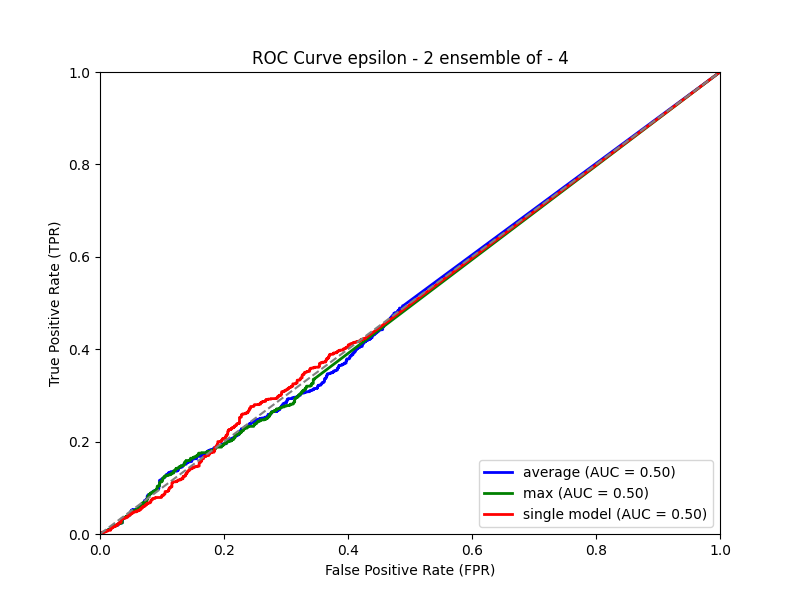 ROC Curve epsilon - 2 ensemble of - 4
True Positive Rate (TPR)
1.0
0.8
0.6
0.4
0.2
0.0
0.0 0.2 0.4 0.6 0.8 1.0
False Positive Rate (FPR)
average (AUC = 0.50)
max (AUC = 0.50)
single model (AUC = 0.50)